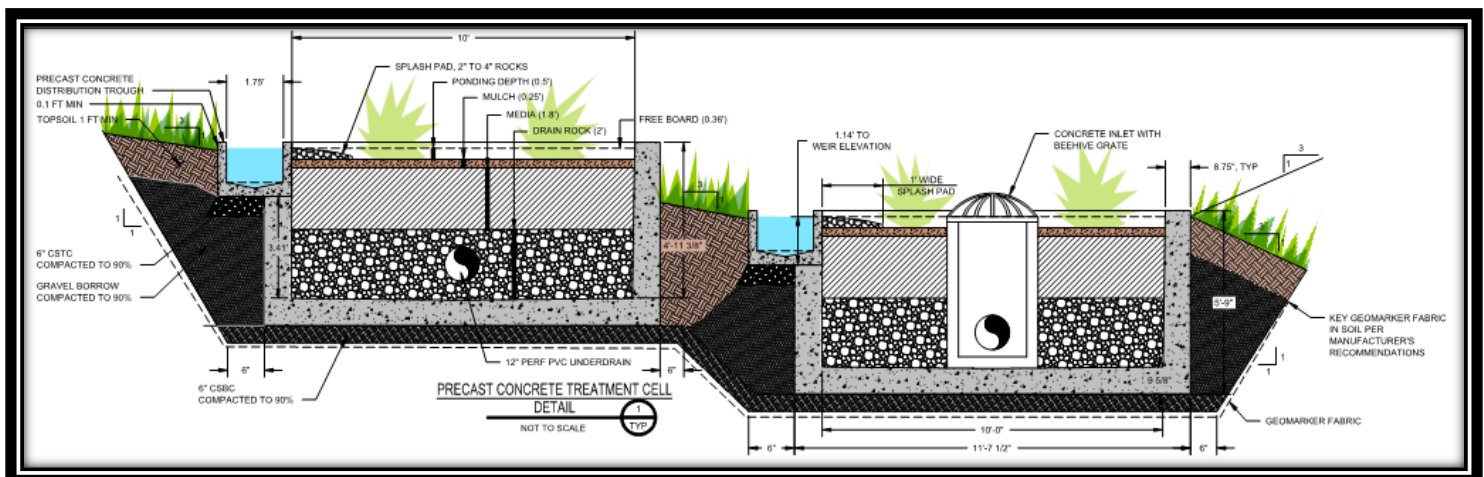 10'
PRECAST CONCRETE
DISTRIBUTION TROUGH
0.1 FT MIN
TOPSOIL 1 FT MIN
3
1
1.75'
SPLASH PAD, 2" TO 4" ROCKS
PONDING DEPTH (0.5')
MULCH (0.25')
MEDIA (1.8')
DRAIN ROCK (2')
FREE BOARD (0.36')
1.14' TO
WEIR ELEVATION
CONCRETE INLET WITH
BEEHIVE GRATE
1' WIDE
SPLASH PAD
8.75", TYP
3
1
3
1
1
1
6" CSTC
COMPACTED TO 90%
GRAVEL BORROW
COMPACTED TO 90%
3.41'
4'-11 3/8"
3
1
5'-9"
KEY GEOMARKER FABRIC
IN SOIL PER
MANUFACTURER'S
RECOMMENDATIONS
1
1
6"
6" CSBC
COMPACTED TO 90%
12" PERF PVC UNDERDRAIN
6"
9 5/8"
PRECAST CONCRETE TREATMENT CELL
DETAIL
NOT TO SCALE
1
TYP
GEOMARKER FABRIC
10'-0"
6"
11'-7 1/2"
6"